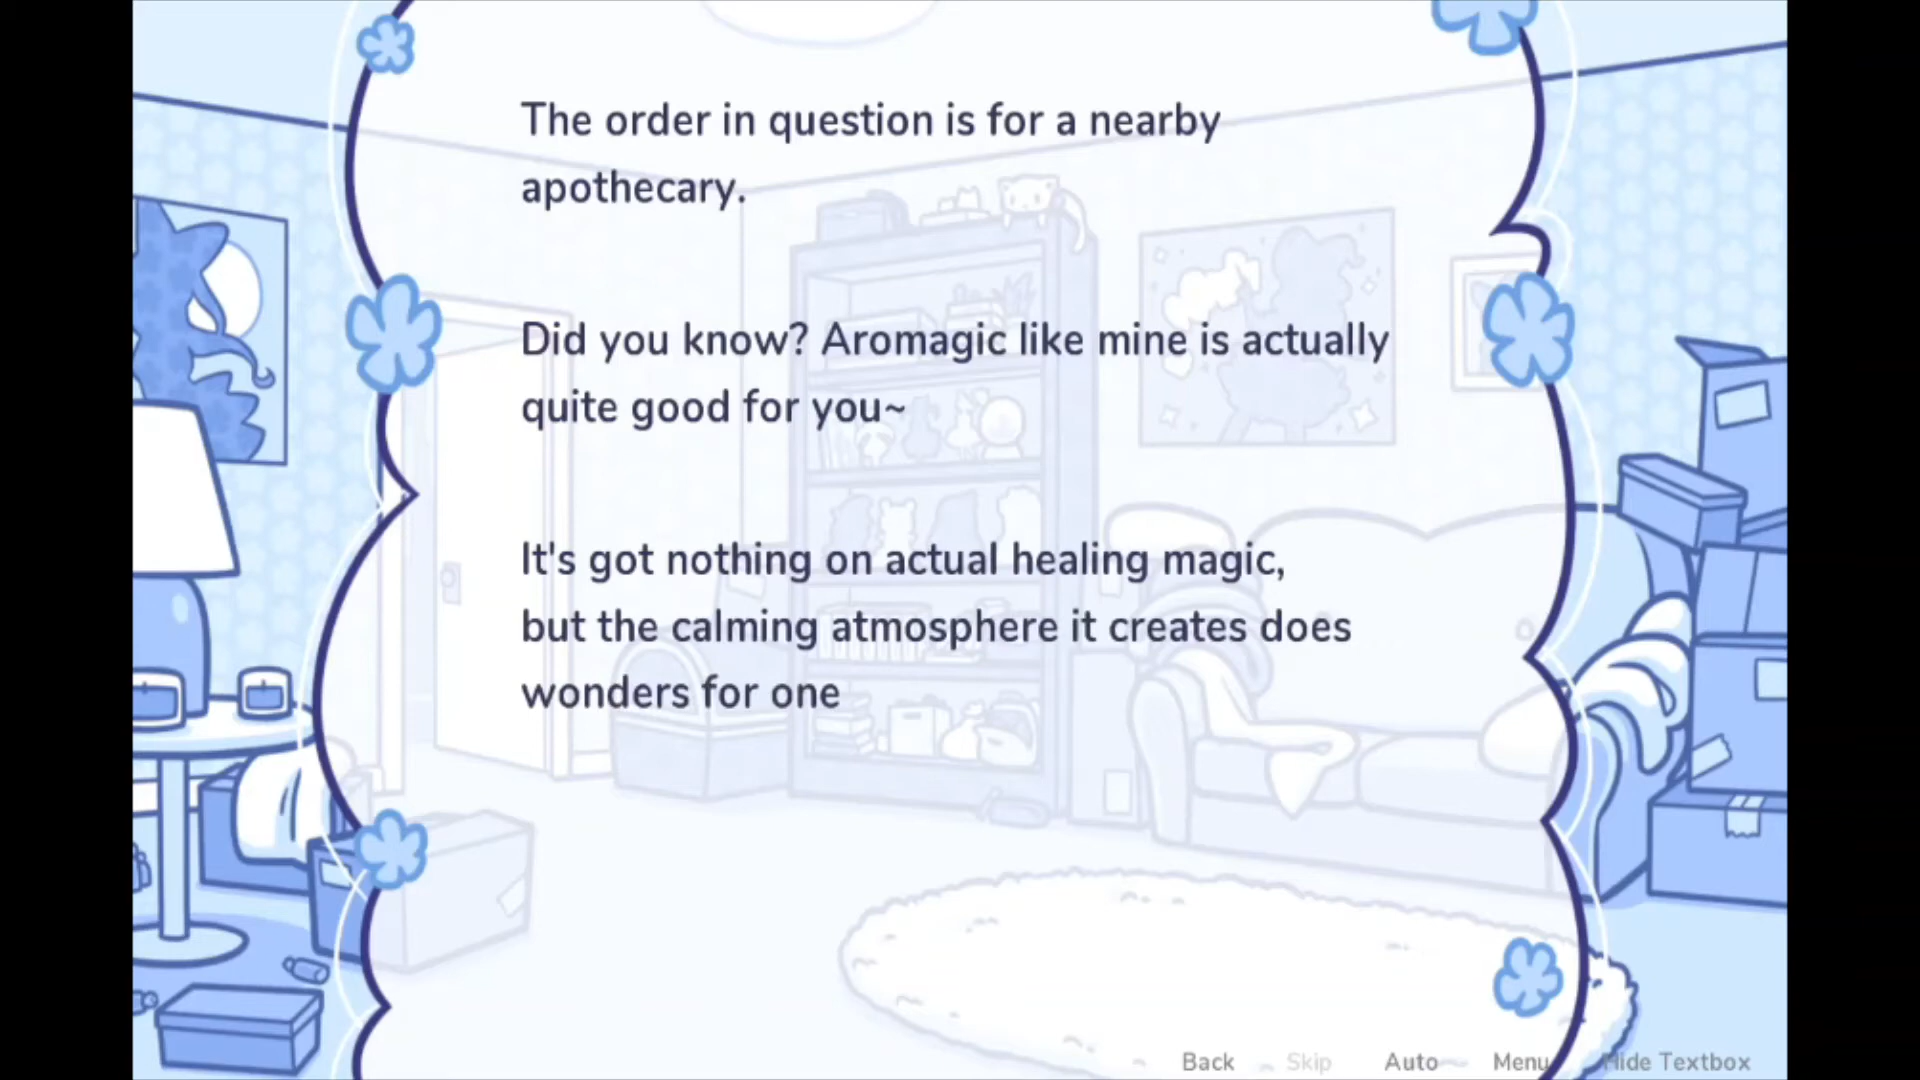 The order in question is for a nearby
apothecary.
Did you know? Aromagic like mine is actually
quite good for you~
It's got nothing on actual healing magic,
but the calming atmosphere it creates does
wonders for one
Back Skip Auto Menu Hide Textbox